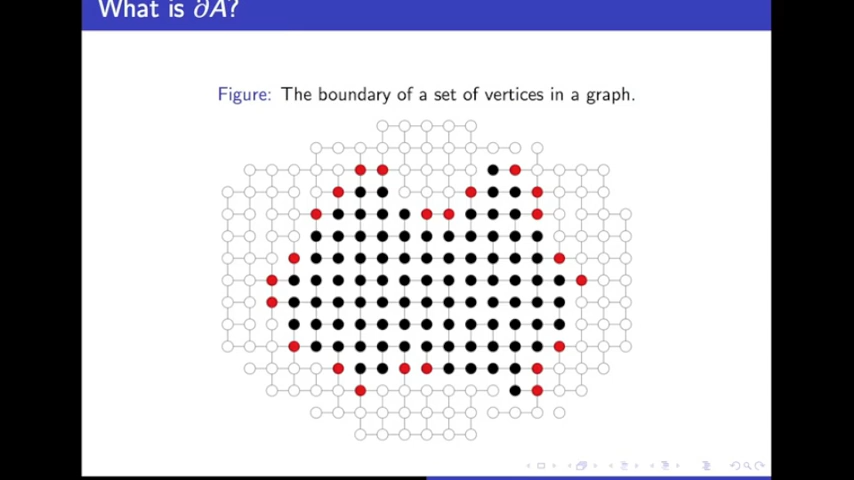 What is ∂A?
Figure: The boundary of a set of vertices in a graph.